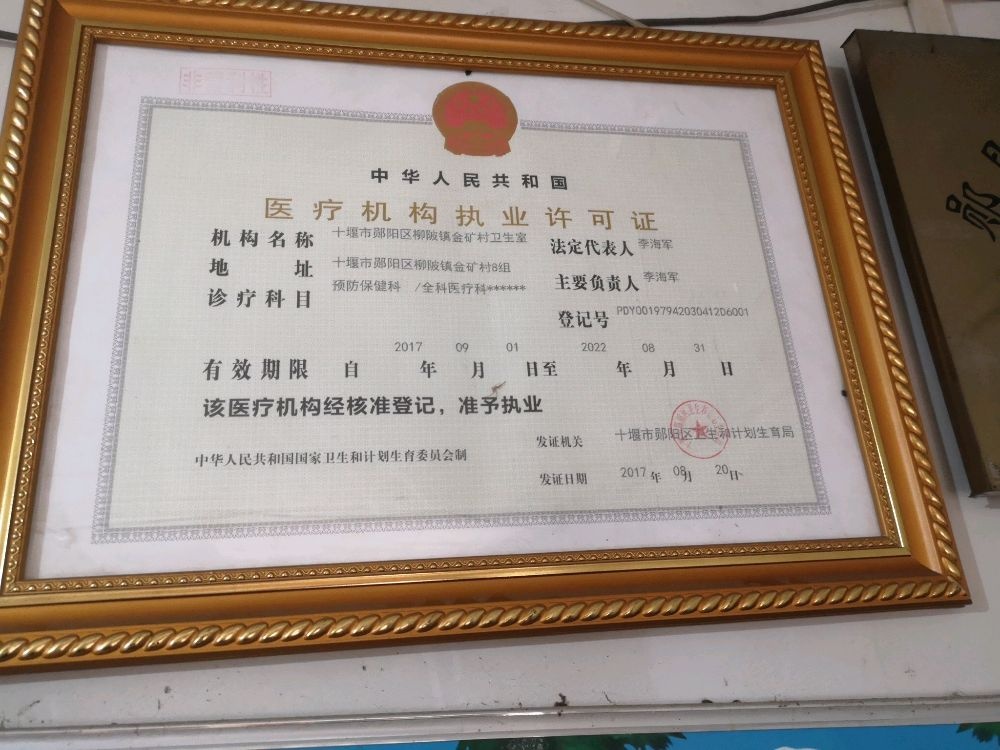 非营利性
中华人民共和国
医疗机构执业许可证
机构名称 十堰市郧阳区柳陂镇金矿村卫生室 法定代表人 李海军
地址 十堰市郧阳区柳陂镇金矿村8组 主要负责人 李海军
诊疗科目 预防保健科 /全科医疗科****** 登记号 PDY00197942030412D6001
有效期限 自 2017 年 09 月 01 日至 2022 年 08 月 31 日
该医疗机构经核准登记，准予执业
发证机关 十堰市郧阳区卫生和计划生育局
中华人民共和国国家卫生和计划生育委员会制
发证日期 2017 年 08 月 20 日